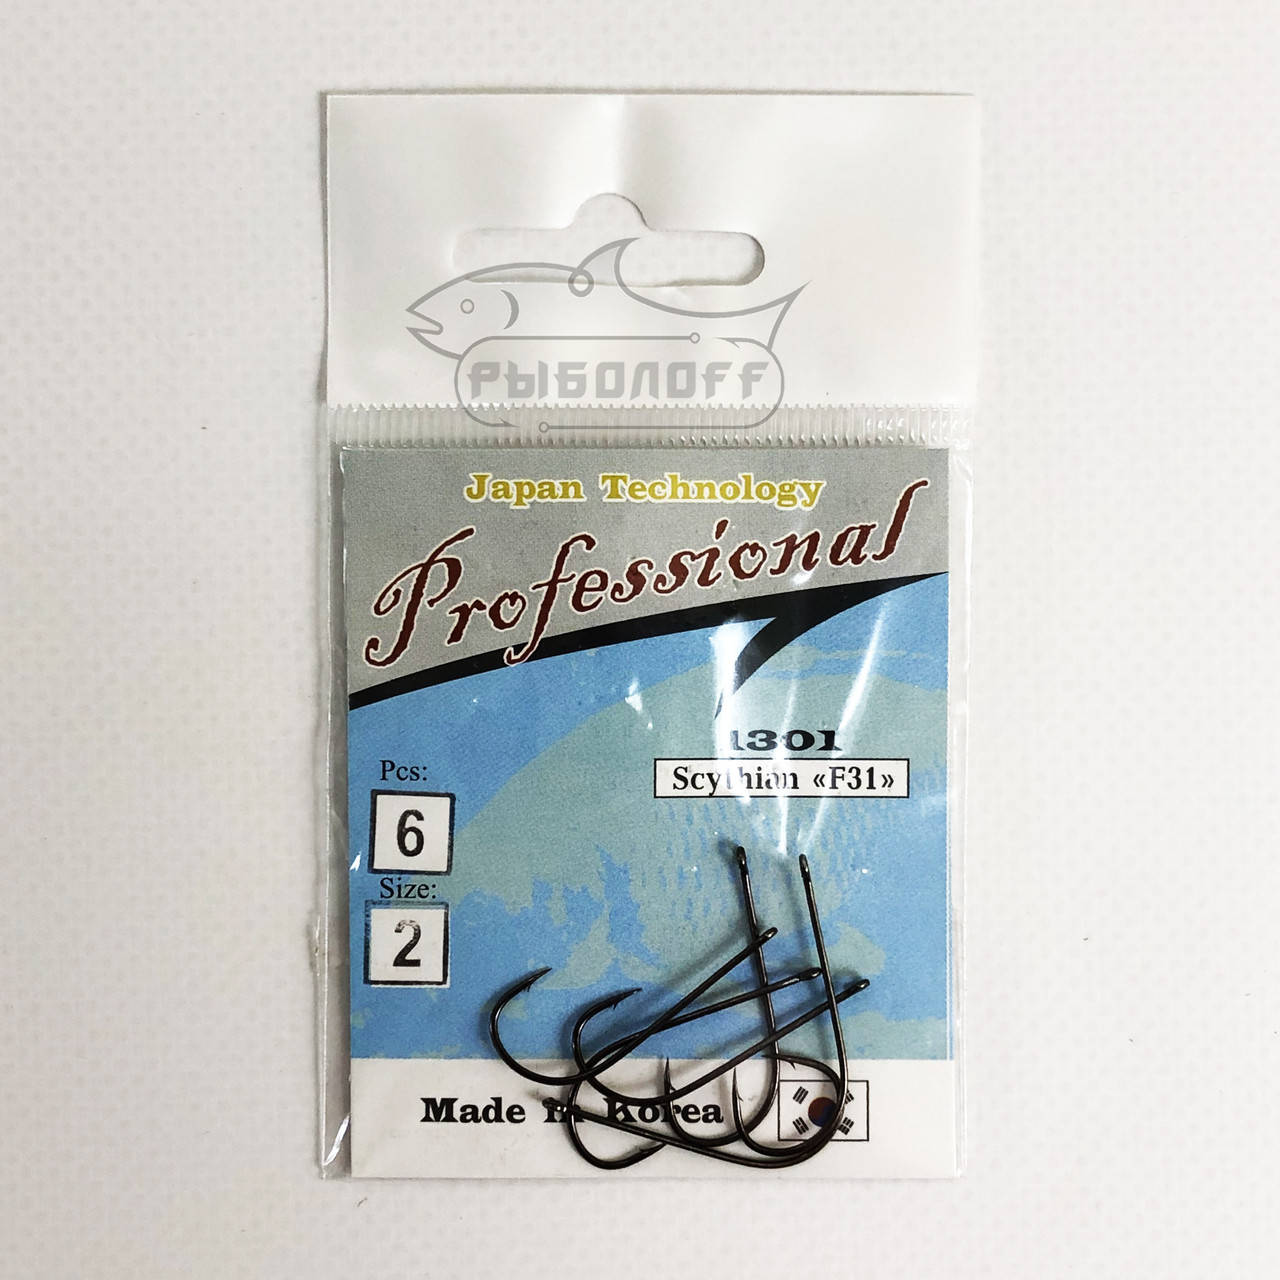 РЫБОЛОFF
Japan Technology
Professional
1301
Scythian «F31»
Pcs:
6
Size:
2
Made in Korea